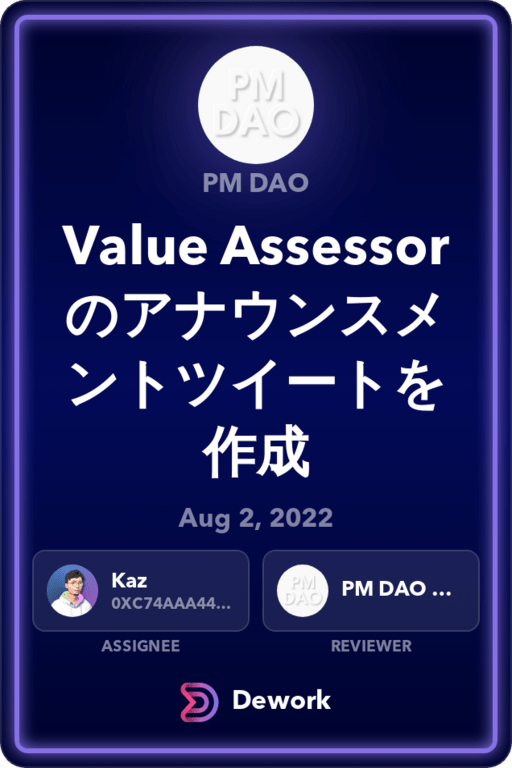 PM
DAO
PM DAO
Value Assessor
のアナウンスメ
ントツイートを
作成
Aug 2, 2022
Kaz
0XC74AAA44...
ASSIGNEE
PM
DAO
PM DAO ...
REVIEWER
Dework